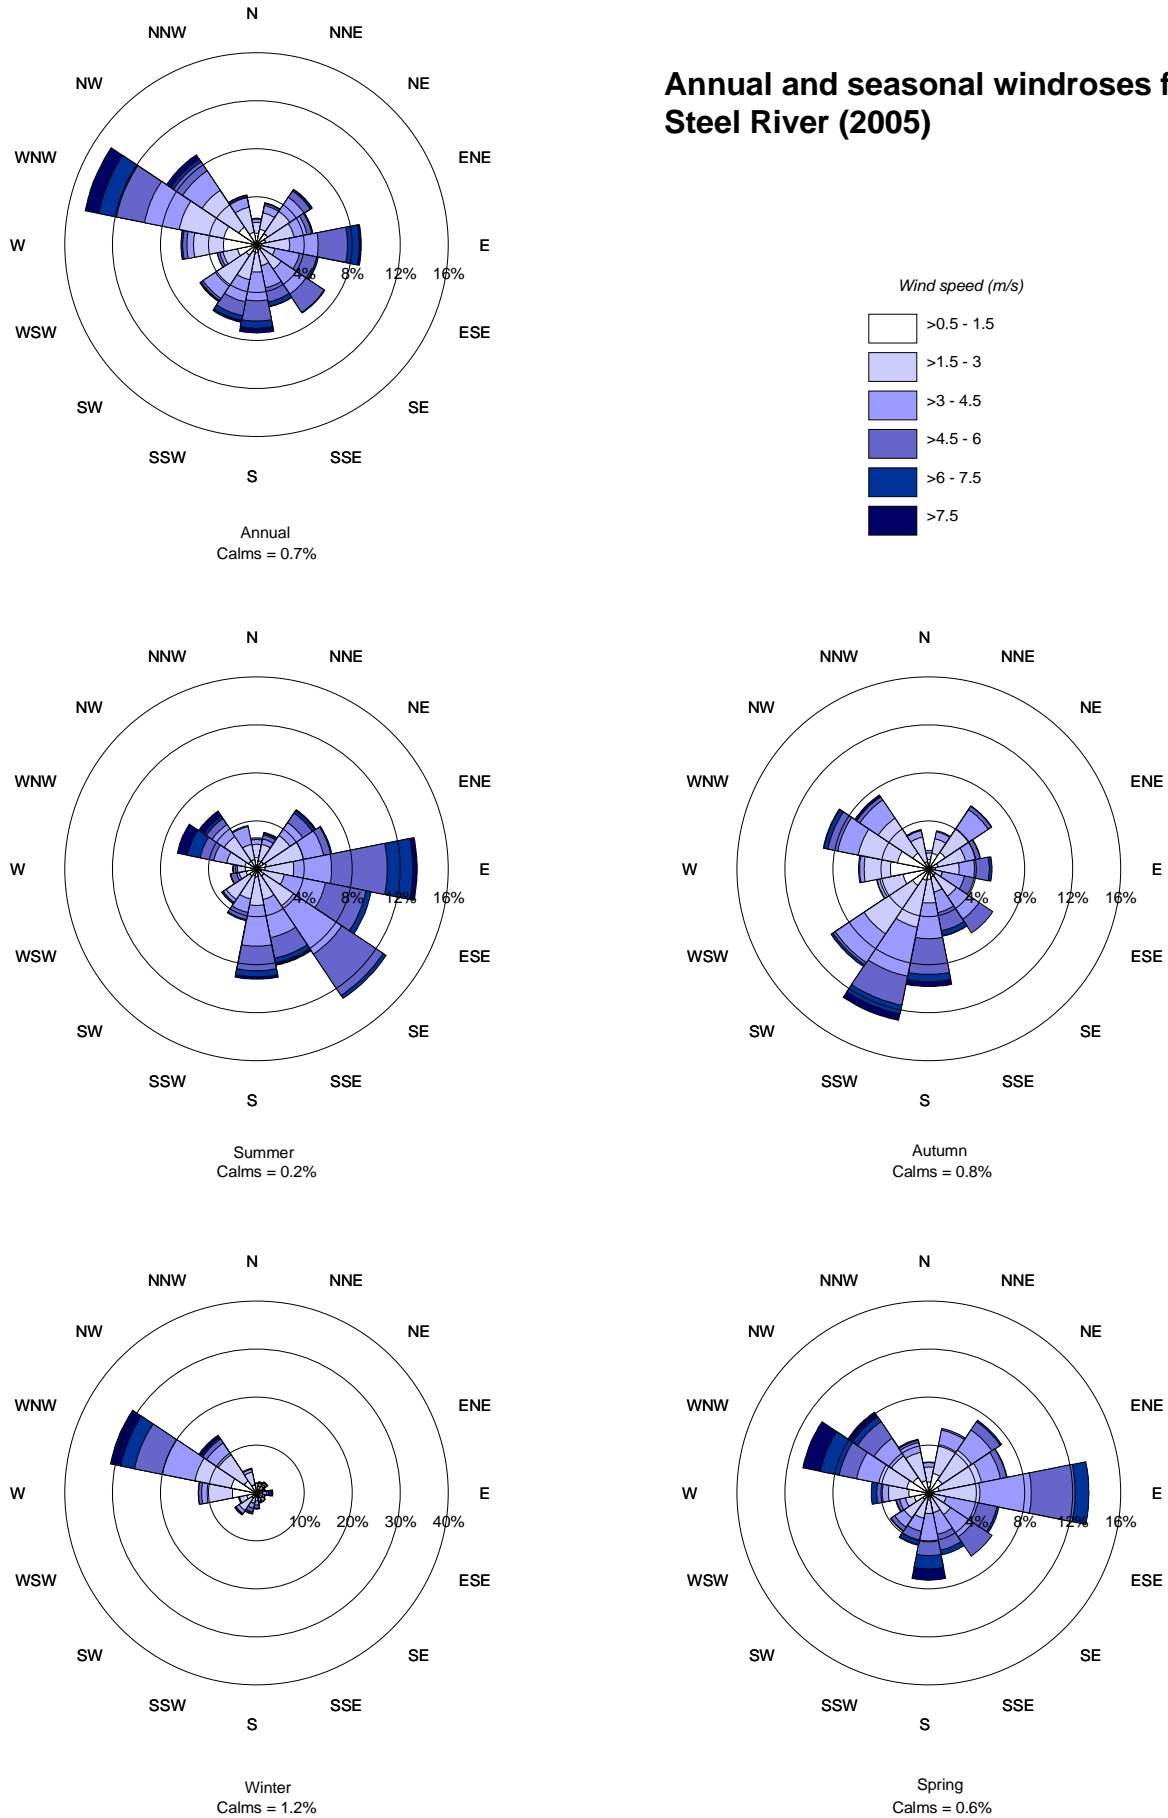 Annual and seasonal windroses f
Steel River (2005)
N
NNW NNE
NW NE
WNW ENE
W E
4% 8% 12% 16%
WSW ESE
SW SE
SSW SSE
S
Annual
Calms = 0.7%
Wind speed (m/s)
>0.5 - 1.5
>1.5 - 3
>3 - 4.5
>4.5 - 6
>6 - 7.5
>7.5
N
NNW NNE
NW NE
WNW ENE
W E
4% 8% 12% 16%
WSW ESE
SW SE
SSW SSE
S
Summer
Calms = 0.2%
N
NNW NNE
NW NE
WNW ENE
W E
4% 8% 12% 16%
WSW ESE
SW SE
SSW SSE
S
Autumn
Calms = 0.8%
N
NNW NNE
NW NE
WNW ENE
W E
10% 20% 30% 40%
WSW ESE
SW SE
SSW SSE
S
Winter
Calms = 1.2%
N
NNW NNE
NW NE
WNW ENE
W E
4% 8% 12% 16%
WSW ESE
SW SE
SSW SSE
S
Spring
Calms = 0.6%